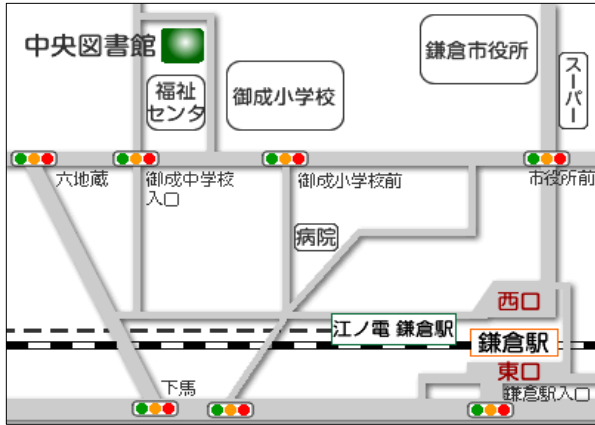 中央図書館
鎌倉市役所
スーパー
福祉
センタ
御成小学校
六地蔵
御成中学校
入口
御成小学校前
市役所前
病院
西口
江ノ電 鎌倉駅
鎌倉駅
東口
下馬
鎌倉駅入口